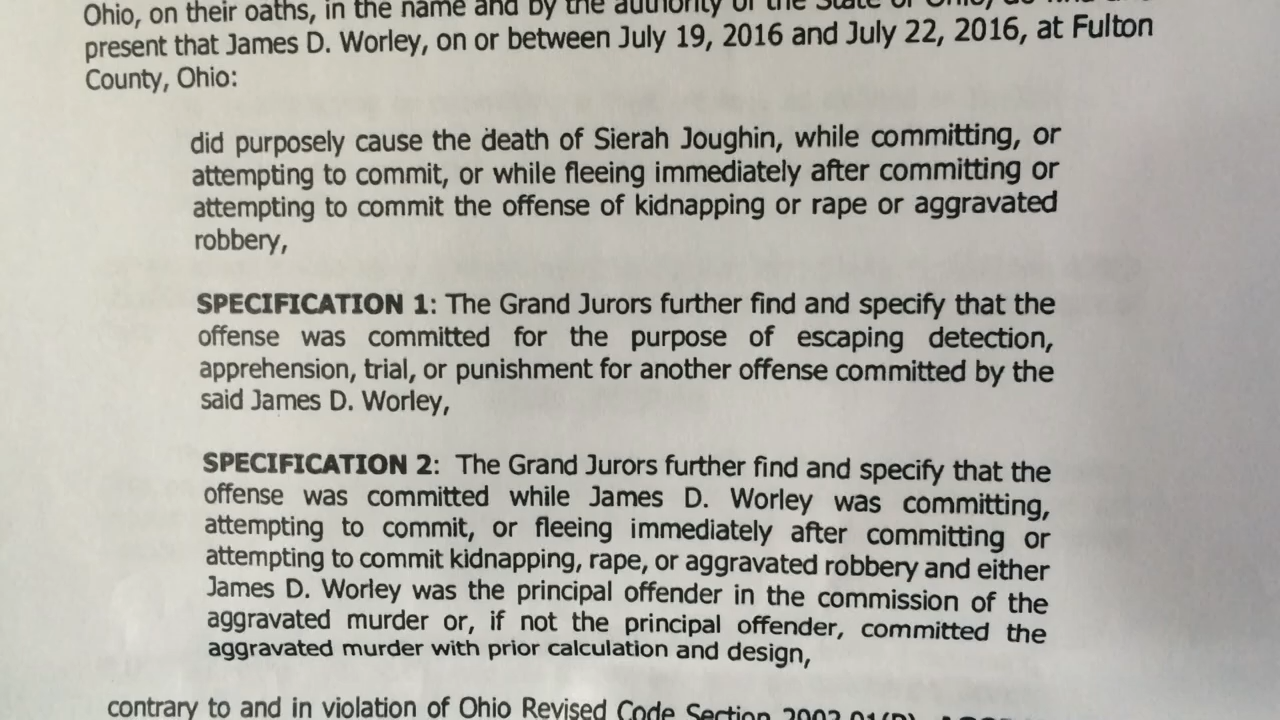 Ohio, on their oaths, in the name and by the authority of the State of Ohio, do find and
present that James D. Worley, on or between July 19, 2016 and July 22, 2016, at Fulton
County, Ohio:
did purposely cause the death of Sierah Joughin, while committing, or
attempting to commit, or while fleeing immediately after committing or
attempting to commit the offense of kidnapping or rape or aggravated
robbery,
SPECIFICATION 1: The Grand Jurors further find and specify that the
offense was committed for the purpose of escaping detection,
apprehension, trial, or punishment for another offense committed by the
said James D. Worley,
SPECIFICATION 2: The Grand Jurors further find and specify that the
offense was committed while James D. Worley was committing,
attempting to commit, or fleeing immediately after committing or
attempting to commit kidnapping, rape, or aggravated robbery and either
James D. Worley was the principal offender in the commission of the
aggravated murder or, if not the principal offender, committed the
aggravated murder with prior calculation and design,
contrary to and in violation of Ohio Revised Code Section